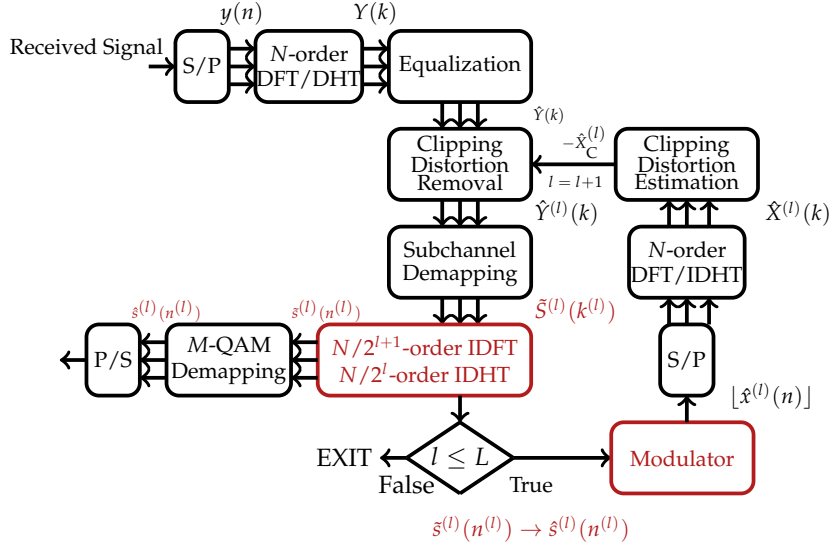 y(n)
Y(k)
Received Signal
S/P
N-order
DFT/DHT
Equalization
Ŷ(k)
Clipping
Distortion
Removal
−X̂_C^(l)
l = l+1
Clipping
Distortion
Estimation
Ŷ^(l)(k)
X̂^(l)(k)
Subchannel
Demapping
N-order
DFT/IDHT
ŝ^(l)(n^(l))
s̃^(l)(n^(l))
S̃^(l)(k^(l))
P/S
M-QAM
Demapping
N/2^(l+1)-order IDFT
N/2^l-order IDHT
S/P
⌊x̂^(l)(n)⌋
EXIT
l ≤ L
False
True
Modulator
s̃^(l)(n^(l)) → ŝ^(l)(n^(l))